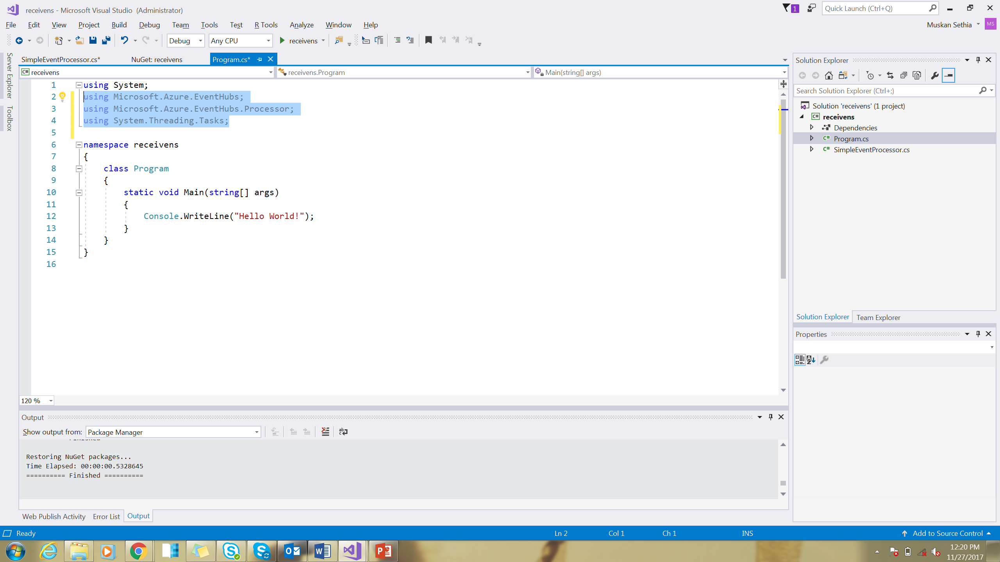 receivens - Microsoft Visual Studio (Administrator)
1
Quick Launch (Ctrl+Q)
File Edit View Project Build Debug Team Tools Test R Tools Analyze Window Help
Muskan Sethia MS
Debug Any CPU receivens
Server Explorer
Toolbox
SimpleEventProcessor.cs* NuGet: receivens Program.cs*
C# receivens receivens.Program Main(string[] args)
1 using System;
2 using Microsoft.Azure.EventHubs;
3 using Microsoft.Azure.EventHubs.Processor;
4 using System.Threading.Tasks;
5
6 namespace receivens
7 {
8 class Program
9 {
10 static void Main(string[] args)
11 {
12 Console.WriteLine("Hello World!");
13 }
14 }
15 }
16
120 %
Solution Explorer
Search Solution Explorer (Ctrl+;)
Solution 'receivens' (1 project)
C# receivens
Dependencies
C# Program.cs
C# SimpleEventProcessor.cs
Solution Explorer Team Explorer
Properties
Output
Show output from: Package Manager
Finished
Restoring NuGet packages...
Time Elapsed: 00:00:00.5328645
========== Finished ==========
Web Publish Activity Error List Output
Ready Ln 2 Col 1 Ch 1 INS Add to Source Control
12:20 PM
11/27/2017